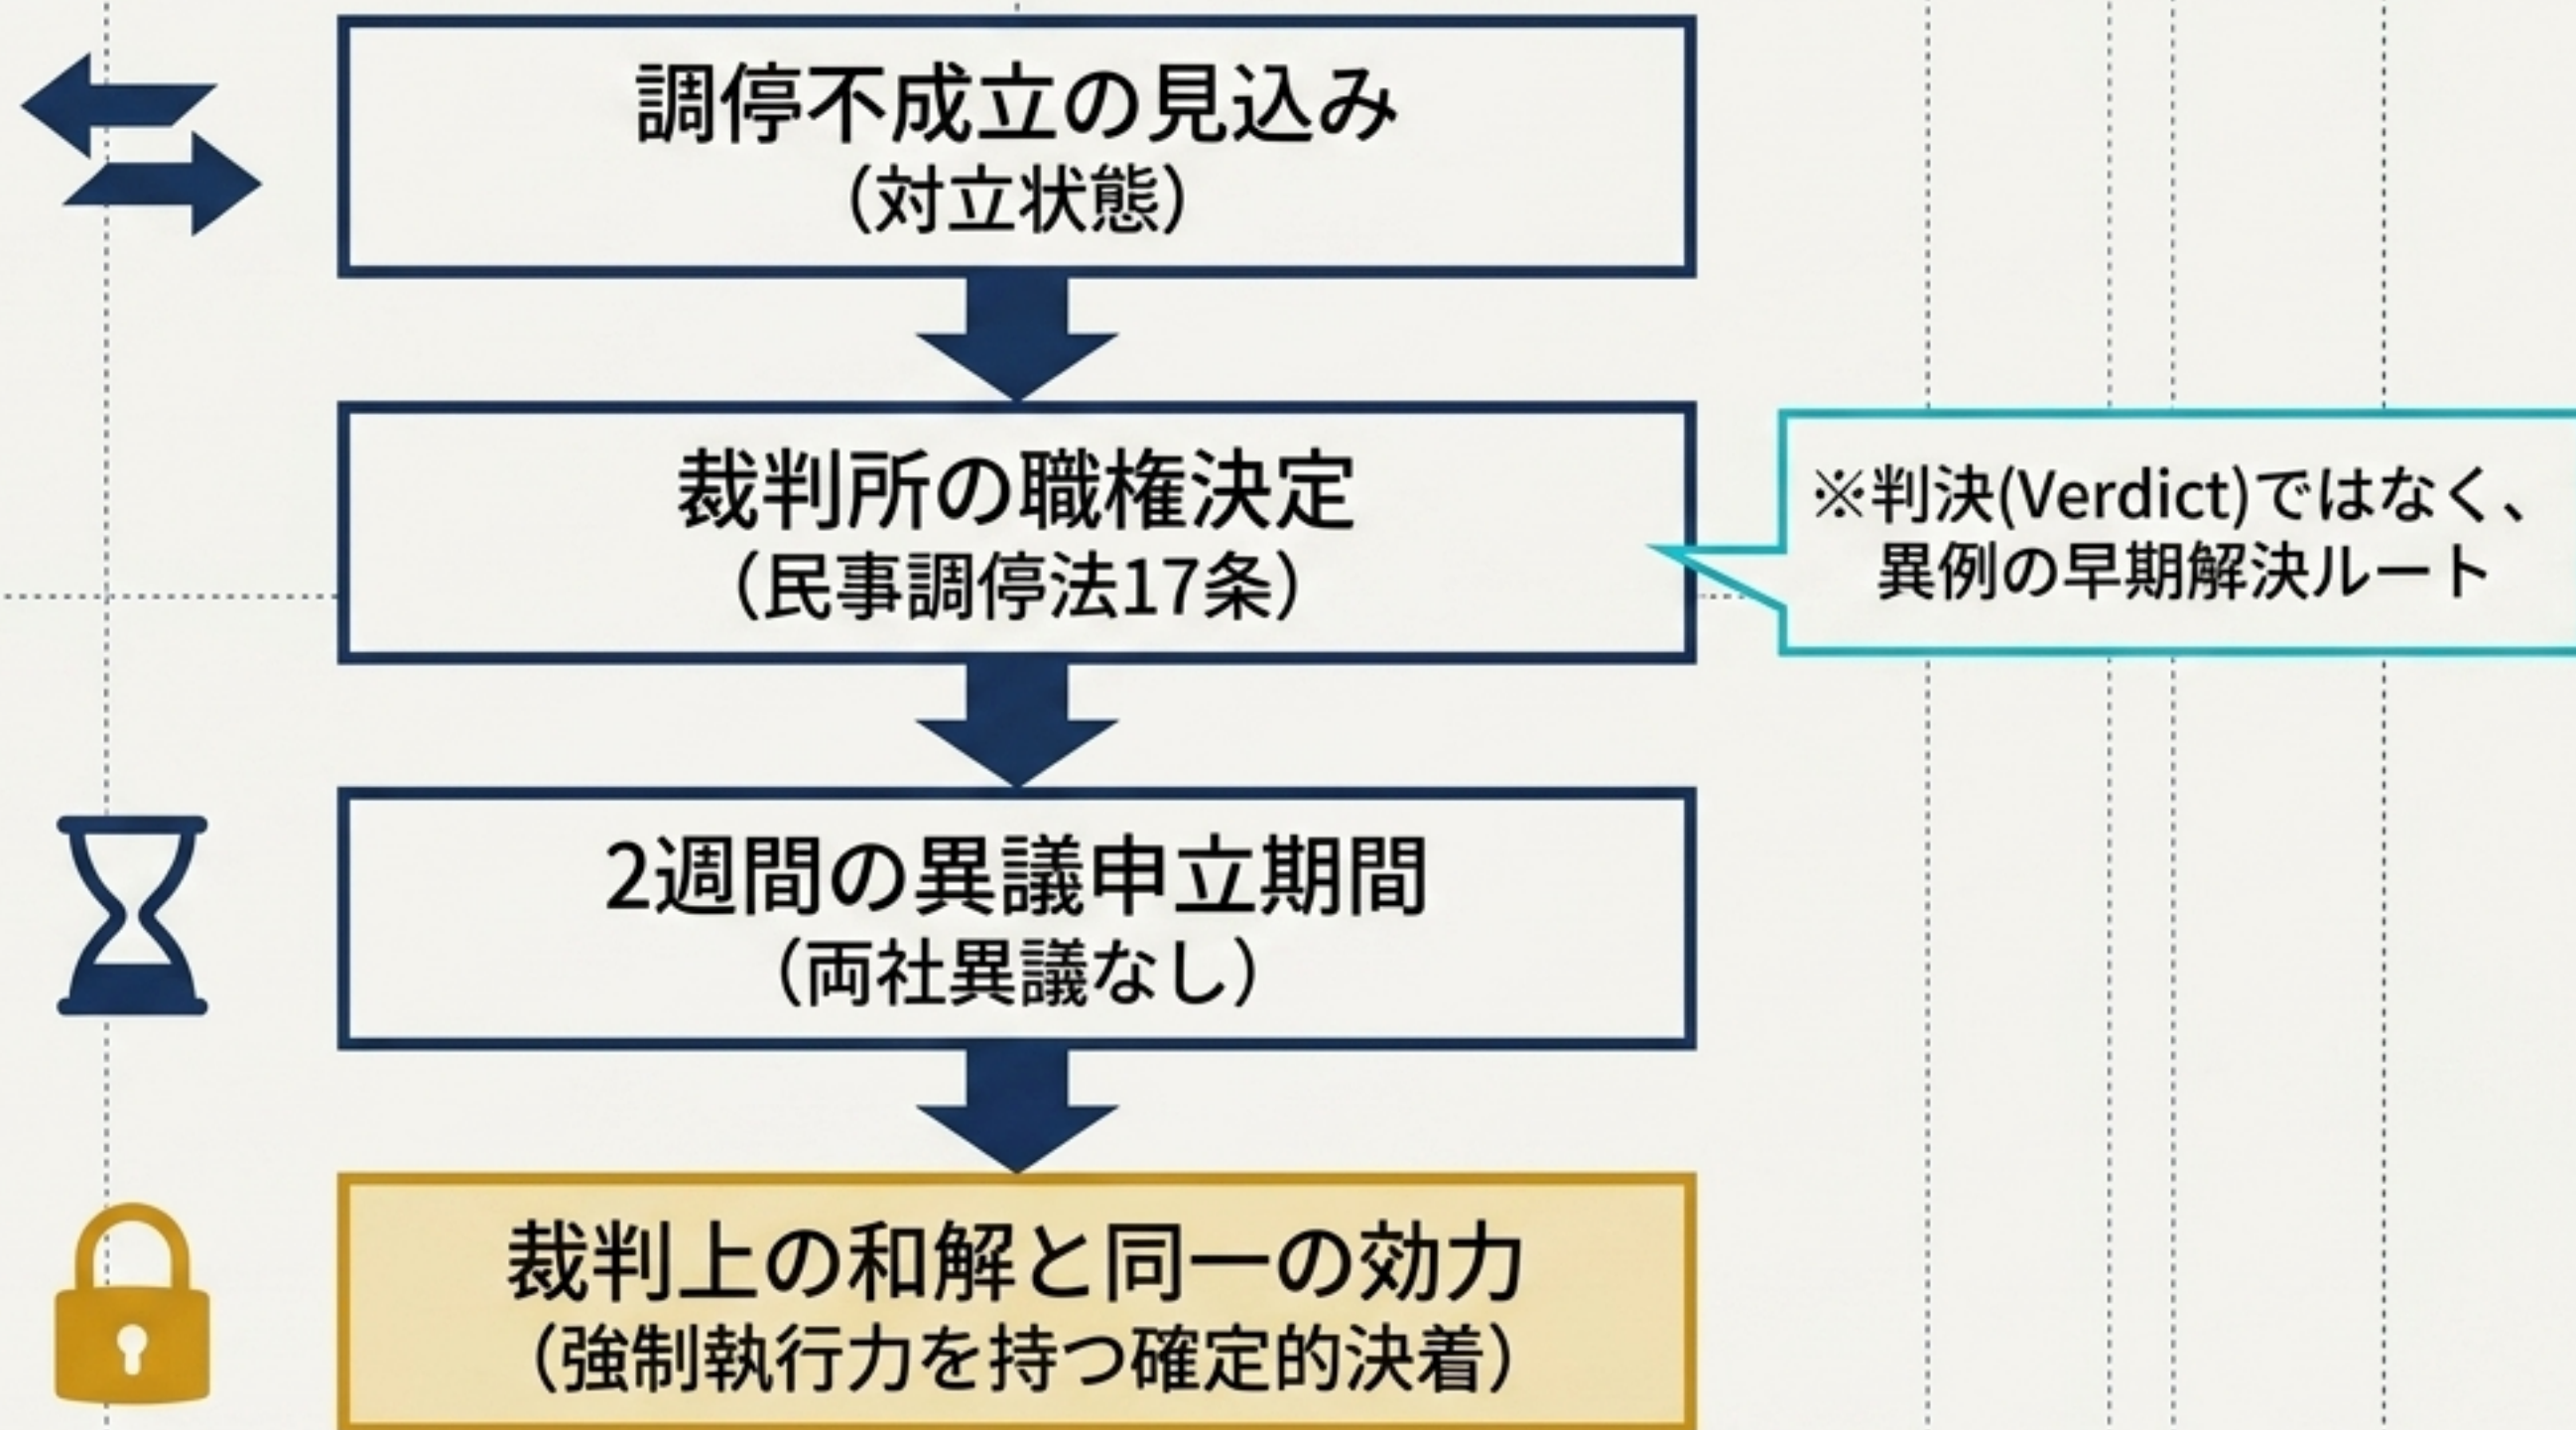 調停不成立の見込み
（対立状態）
裁判所の職権決定
（民事調停法17条）
※判決(Verdict)ではなく、
異例の早期解決ルート
2週間の異議申立期間
（両社異議なし）
裁判上の和解と同一の効力
（強制執行力を持つ確定的決着）